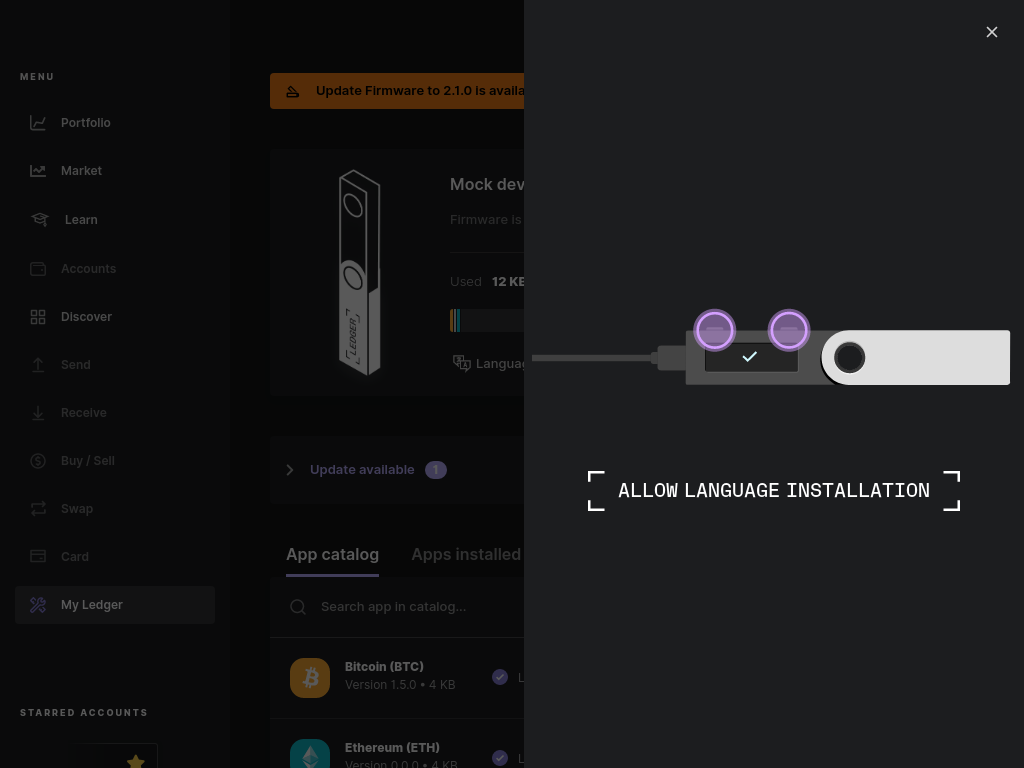 MENU
Portfolio
Market
Learn
Accounts
Discover
Send
Receive
Buy / Sell
Swap
Card
My Ledger
STARRED ACCOUNTS
Update Firmware to 2.1.0 is availa
LEDGER
Mock dev
Firmware is
Used 12 KB
Langua
Update available 1
App catalog Apps installed
Search app in catalog...
Bitcoin (BTC)
Version 1.5.0 • 4 KB
L
Ethereum (ETH)
Version 0.0.0 • 4 KB
L
ALLOW LANGUAGE INSTALLATION